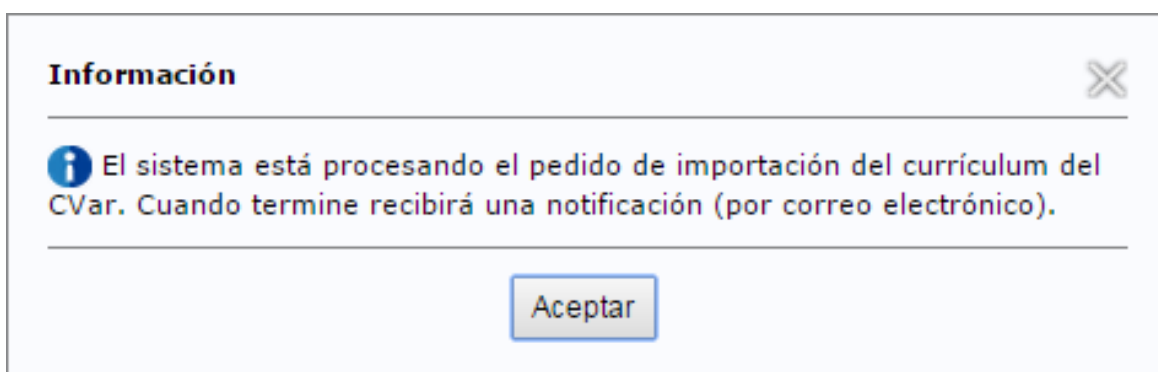 Información
El sistema está procesando el pedido de importación del currículum del
CVar. Cuando termine recibirá una notificación (por correo electrónico).
Aceptar